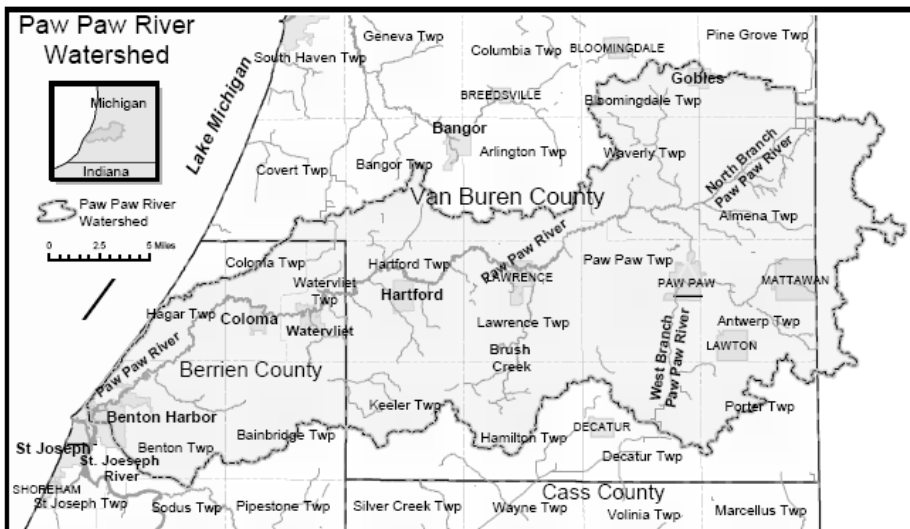 Paw Paw River
Watershed
Michigan
Indiana
Paw Paw River
Watershed
0 2.5 5 Miles
Lake Michigan
South Haven Twp
Geneva Twp
Columbia Twp
BLOOMINGDALE
Pine Grove Twp
Gobles
BREEDSVILLE
Bloomingdale Twp
Bangor
Covert Twp
Bangor Twp
Arlington Twp
Waverly Twp
North Branch
Paw Paw River
Van Buren County
Almena Twp
Paw Paw River
Colonia Twp
Hartford Twp
Paw Paw Twp
Watervliet
Twp
LAWRENCE
PAW PAW
MATTAWAN
Hartford
Hagar Twp
Coloma
Watervliet
Lawrence Twp
Antwerp Twp
LAWTON
Paw Paw River
Berrien County
Brush
Creek
West Branch
Paw Paw River
Keeler Twp
Porter Twp
Benton Harbor
Bainbridge Twp
Hamilton Twp
DECATUR
St Joseph
Benton Twp
Decatur Twp
St. Joeseph
River
SHOREHAM
St Joseph Twp
Sodus Twp
Pipestone Twp
Cass County
Silver Creek Twp
Wayne Twp
Volinia Twp
Marcellus Twp